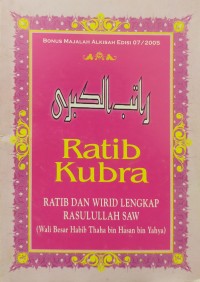 BONUS MAJALAH ALKISAH EDISI 07/2005
راتب الكبرى
Ratib
Kubra
RATIB DAN WIRID LENGKAP
RASULULLAH SAW
(Wali Besar Habib Thaha bin Hasan bin Yahya)